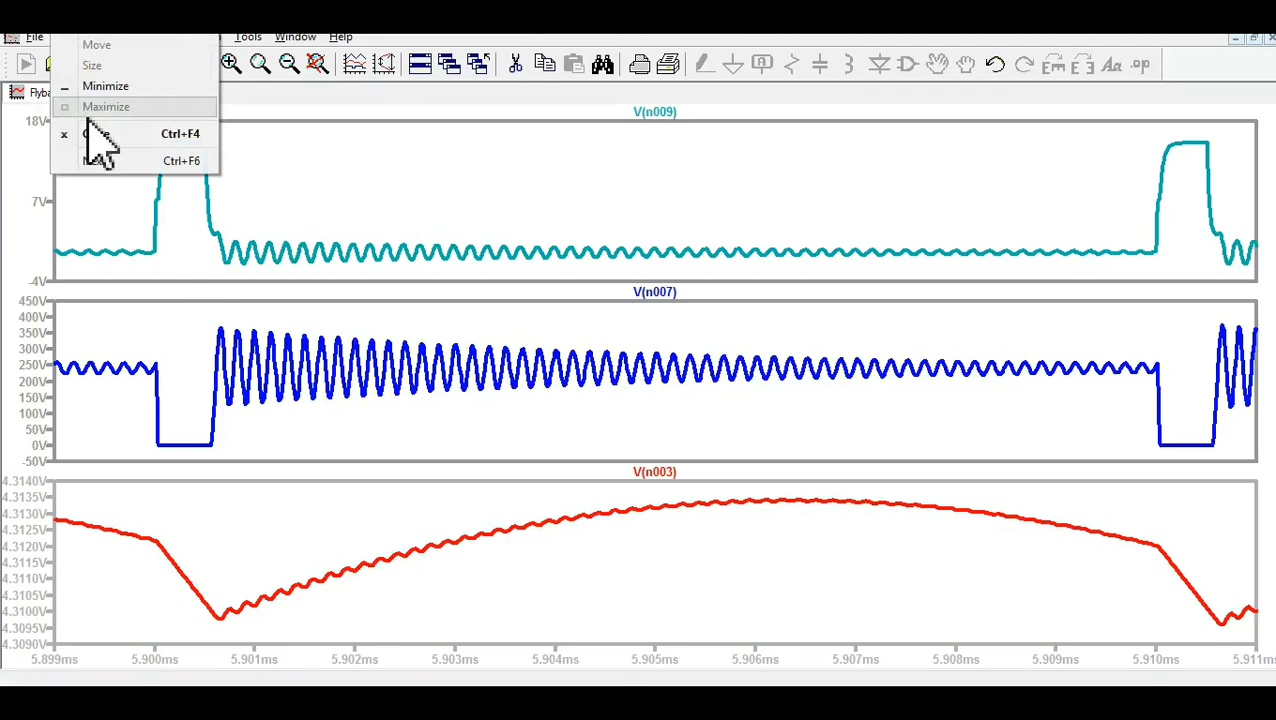 File Tools Window Help
Move
Size
Minimize
Maximize
Ctrl+F4
Ctrl+F6
Aa .op
Flyba
V(n009)
18V
7V
-4V
V(n007)
450V
400V
350V
300V
250V
200V
150V
100V
50V
0V
-50V
V(n003)
4.3140V
4.3135V
4.3130V
4.3125V
4.3120V
4.3115V
4.3110V
4.3105V
4.3100V
4.3095V
4.3090V
5.899ms 5.900ms 5.901ms 5.902ms 5.903ms 5.904ms 5.905ms 5.906ms 5.907ms 5.908ms 5.909ms 5.910ms 5.911ms